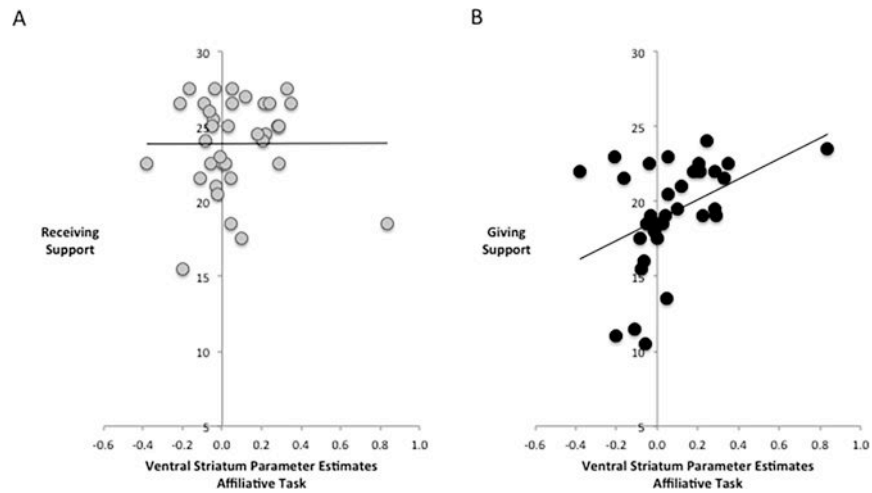 A
30
25
20
15
10
5
Receiving
Support
-0.6 -0.4 -0.2 0.0 0.2 0.4 0.6 0.8 1.0
Ventral Striatum Parameter Estimates
Affiliative Task
B
30
25
20
15
10
5
Giving
Support
-0.6 -0.4 -0.2 0.0 0.2 0.4 0.6 0.8 1.0
Ventral Striatum Parameter Estimates
Affiliative Task